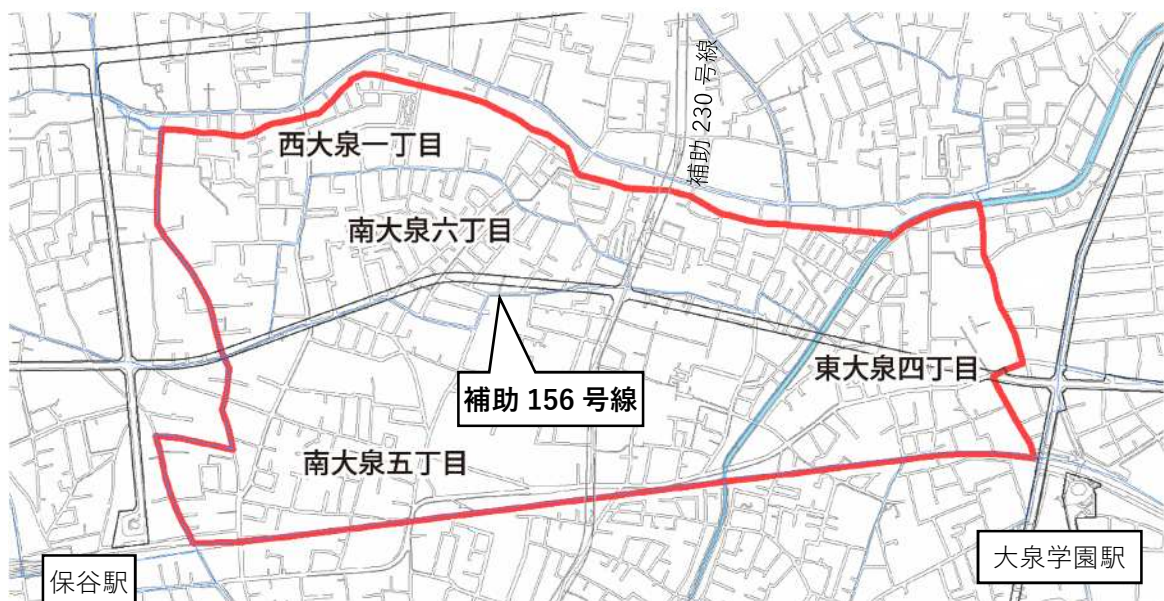 補助 230 号線
西大泉一丁目
南大泉六丁目
東大泉四丁目
補助 156 号線
南大泉五丁目
大泉学園駅
保谷駅